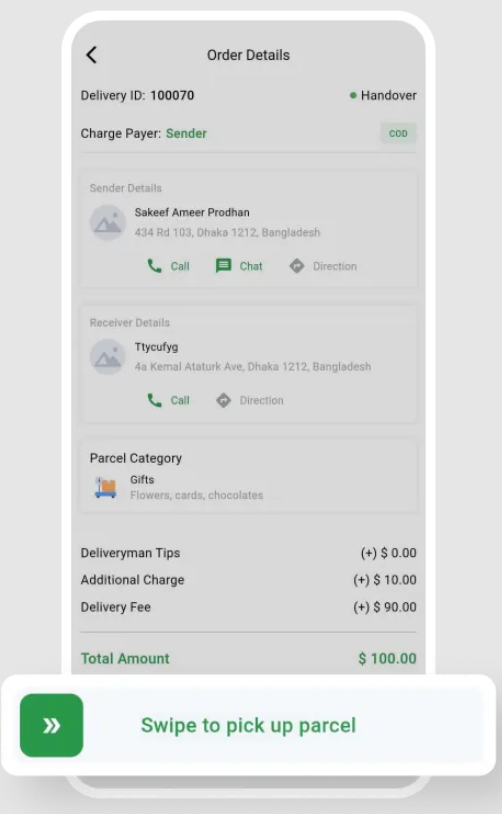 Order Details
Delivery ID: 100070
Handover
Charge Payer: Sender
COD
Sender Details
Sakeef Ameer Prodhan
434 Rd 103, Dhaka 1212, Bangladesh
Call Chat Direction
Receiver Details
Ttycufyg
4a Kemal Ataturk Ave, Dhaka 1212, Bangladesh
Call Direction
Parcel Category
Gifts
Flowers, cards, chocolates
Deliveryman Tips (+) $ 0.00
Additional Charge (+) $ 10.00
Delivery Fee (+) $ 90.00
Total Amount $ 100.00
Swipe to pick up parcel